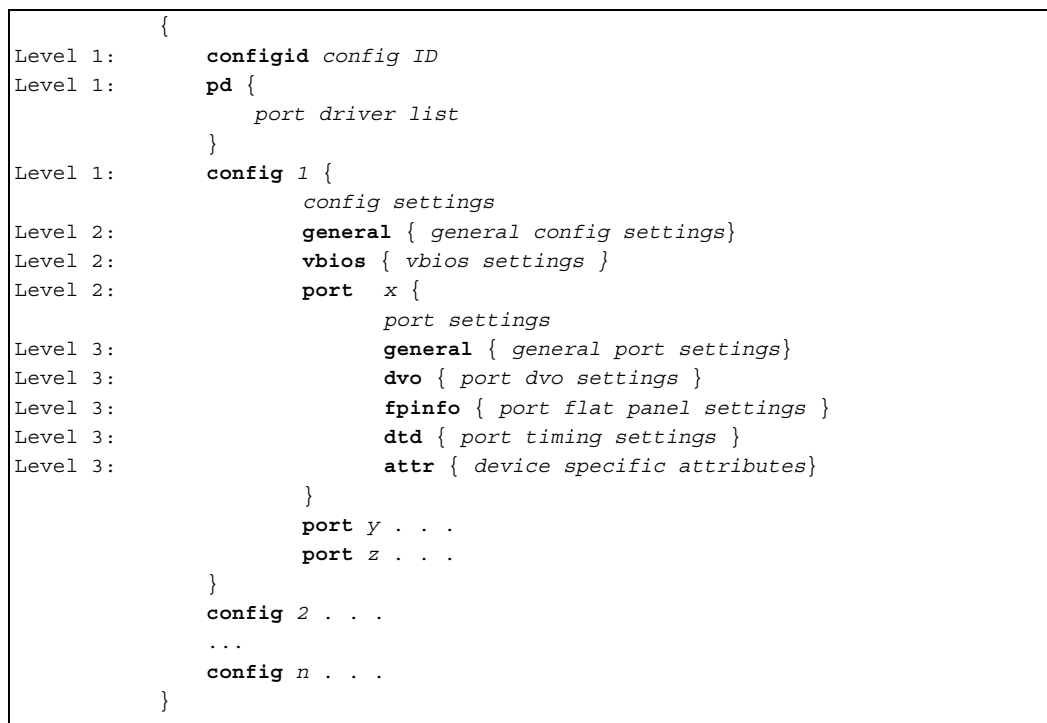 {
Level 1: configid config ID
Level 1: pd {
port driver list
}
Level 1: config 1 {
config settings
Level 2: general { general config settings}
Level 2: vbios { vbios settings }
Level 2: port x {
port settings
Level 3: general { general port settings}
Level 3: dvo { port dvo settings }
Level 3: fpinfo { port flat panel settings }
Level 3: dtd { port timing settings }
Level 3: attr { device specific attributes}
}
port y . . .
port z . . .
}
config 2 . . .
...
config n . . .
}